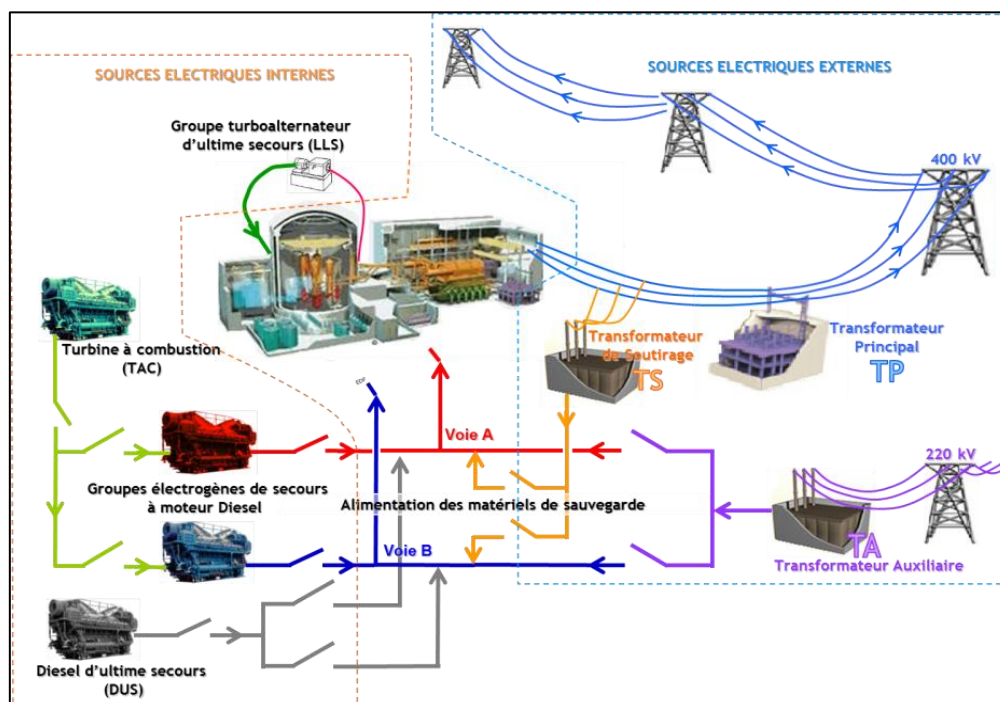 SOURCES ELECTRIQUES INTERNES
SOURCES ELECTRIQUES EXTERNES
Groupe turboalternateur
d'ultime secours (LLS)
400 kV
Turbine à combustion
(TAC)
Transformateur
de Soutirage
TS
Transformateur
Principal
TP
EDF
Voie A
Groupes électrogènes de secours
à moteur Diesel
Alimentation des matériels de sauvegarde
220 kV
Voie B
TA
Transformateur Auxiliaire
Diesel d'ultime secours
(DUS)